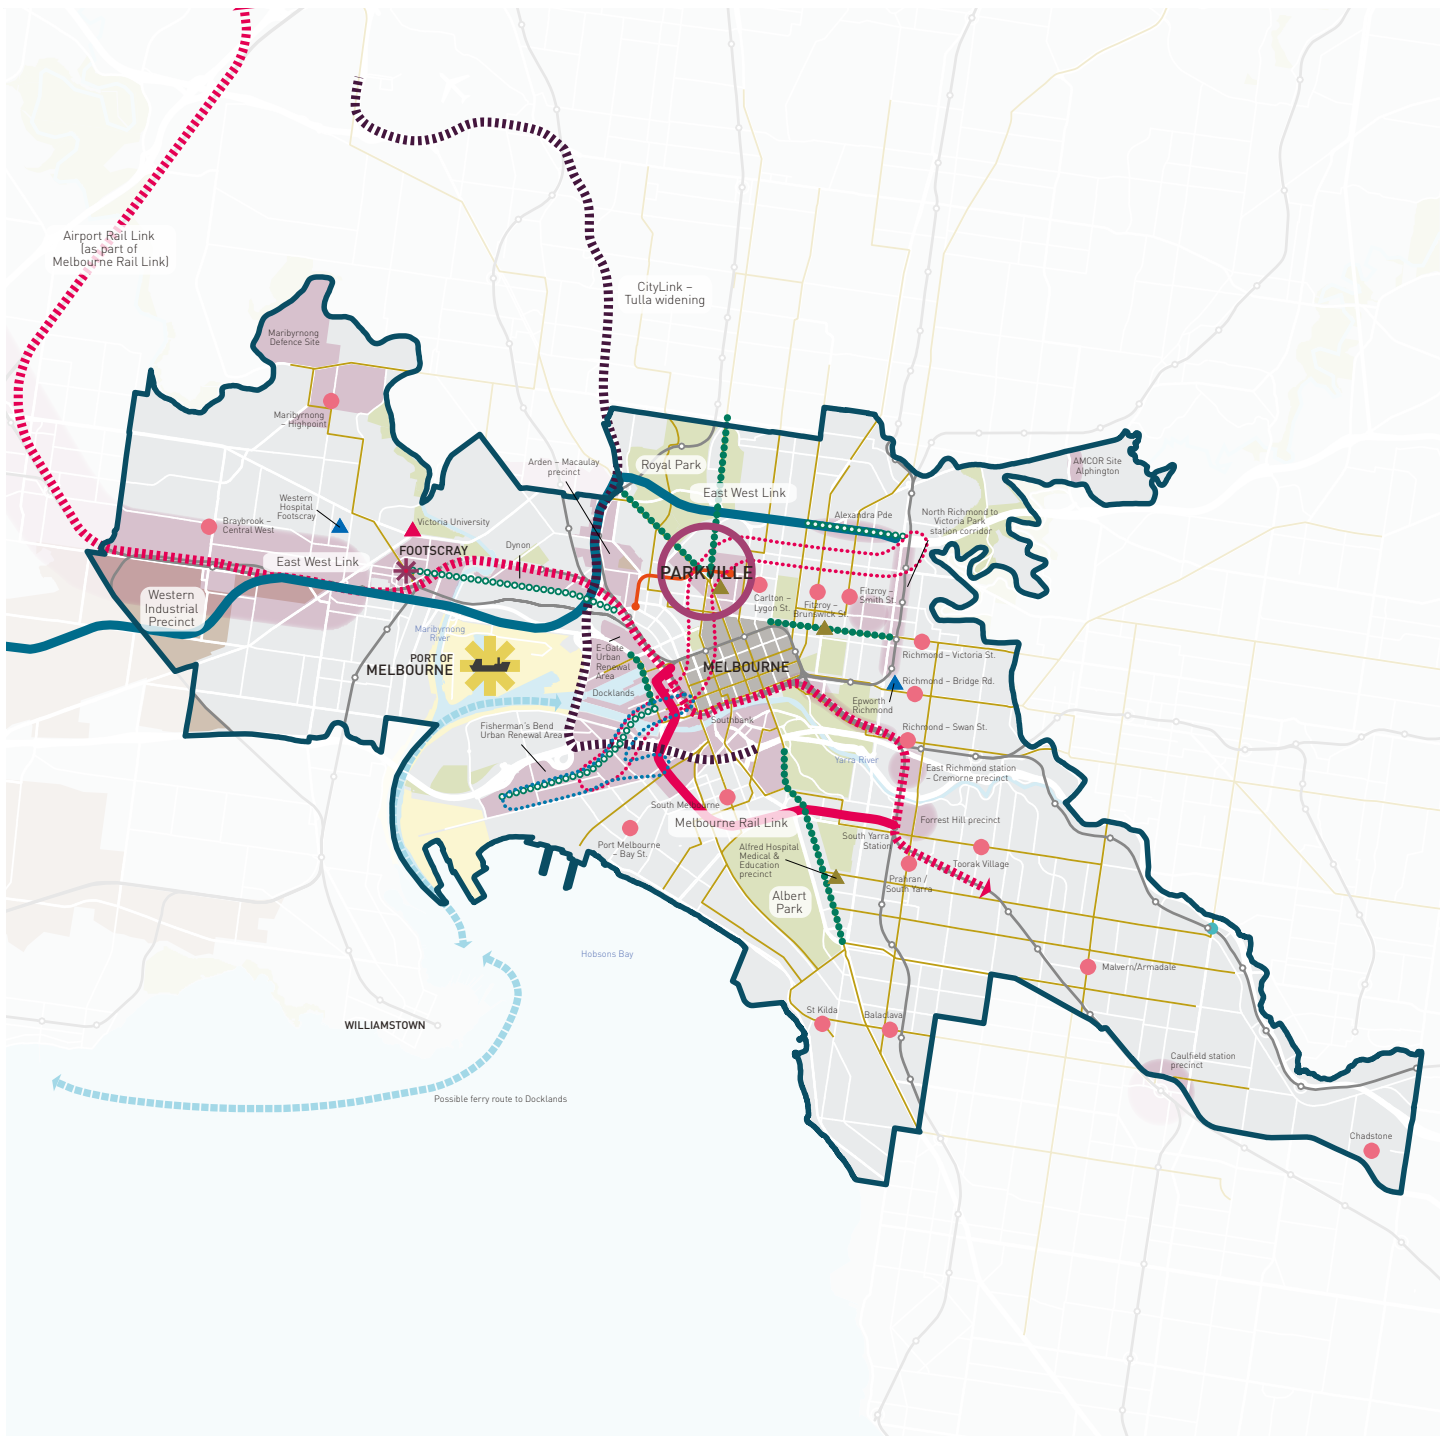 Airport Rail Link
(as part of
Melbourne Rail Link)
CityLink –
Tulla widening
Maribyrnong
Defence Site
Maribyrnong
– Highpoint
Arden – Macaulay
precinct
Royal Park
AMCOR Site
Alphington
East West Link
Western
Hospital
Footscray
Braybrook –
Central West
Victoria University
Alexandra Pde
North Richmond to
Victoria Park
station corridor
FOOTSCRAY
Dynon
East West Link
PARKVILLE
Western
Industrial
Precinct
Carlton –
Lygon St.
Fitzroy –
Brunswick St.
Fitzroy –
Smith St.
Maribyrnong
River
PORT OF
MELBOURNE
E-Gate
Urban
Renewal
Area
MELBOURNE
Richmond – Victoria St.
Richmond – Bridge Rd.
Docklands
Epworth
Richmond
Fisherman's Bend
Urban Renewal Area
Southbank
Richmond – Swan St.
Yarra River
East Richmond station
– Cremorne precinct
South Melbourne
Melbourne Rail Link
Forrest Hill precinct
Port Melbourne
– Bay St.
Alfred Hospital
Medical &
Education
precinct
South Yarra
Station
Toorak Village
Prahran /
South Yarra
Albert
Park
Hobsons Bay
Malvern/Armadale
WILLIAMSTOWN
St Kilda
Balaclava
Caulfield station
precinct
Possible ferry route to Docklands
Chadstone